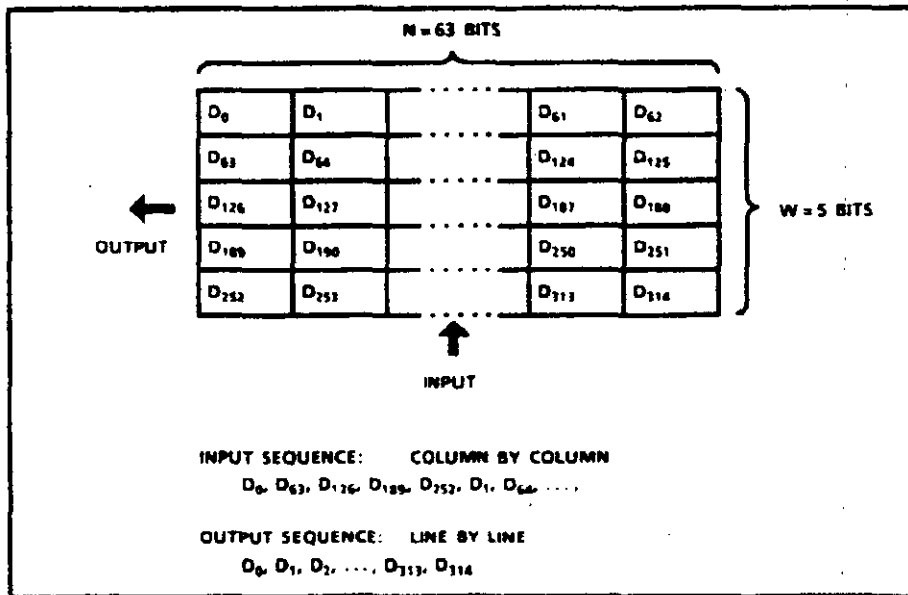 N = 63 BITS
D₀ D₁ ...... D₆₁ D₆₂
D₆₃ D₆₄ ...... D₁₂₄ D₁₂₅
D₁₂₆ D₁₂₇ ...... D₁₈₇ D₁₈₈
W = 5 BITS
OUTPUT
D₁₈₉ D₁₉₀ ...... D₂₅₀ D₂₅₁
D₂₅₂ D₂₅₃ ...... D₃₁₃ D₃₁₄
INPUT
INPUT SEQUENCE: COLUMN BY COLUMN
D₀, D₆₃, D₁₂₆, D₁₈₉, D₂₅₂, D₁, D₆₄, ....,
OUTPUT SEQUENCE: LINE BY LINE
D₀, D₁, D₂, ..., D₃₁₃, D₃₁₄